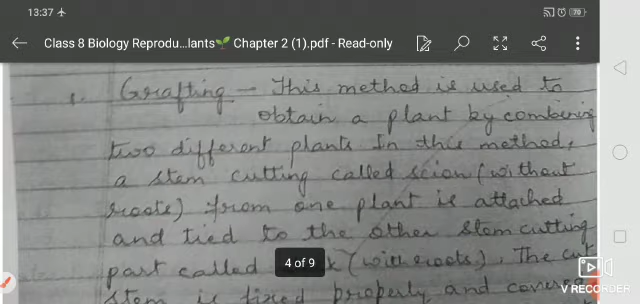 13:37
79
Class 8 Biology Reprodu...lants🌱 Chapter 2 (1).pdf - Read-only
Grafting - This method is used to
obtain a plant by combining
two different plants In this method,
a stem cutting called scion (without
roots) from one plant is attached
and tied to the other stem cutting
part called (with roots). The cut
stem is fixed properly and
4 of 9
V RECORDER